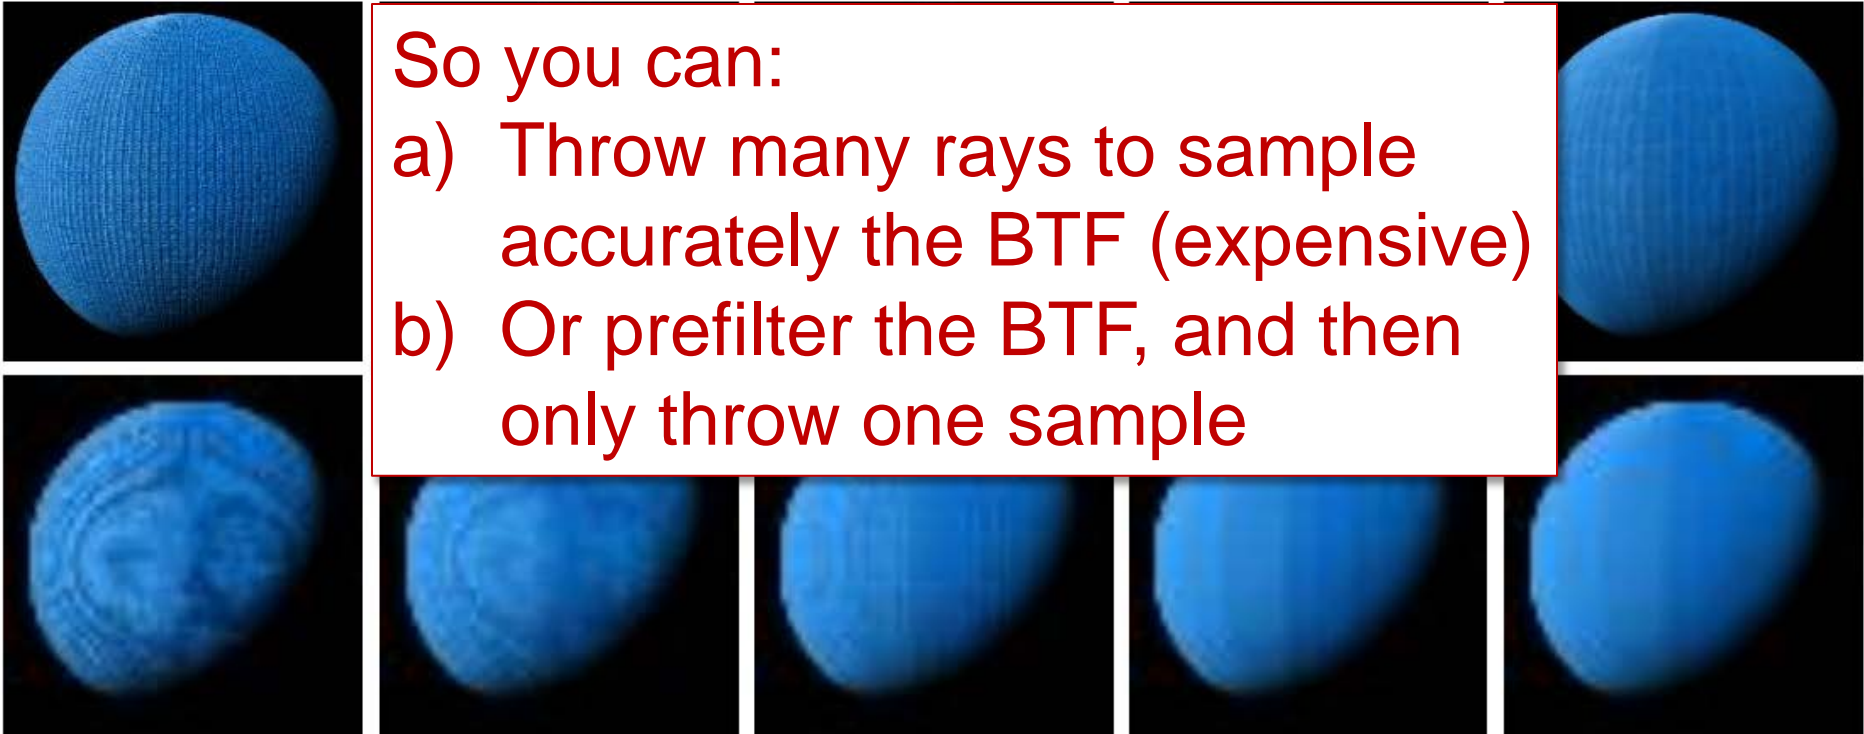 So you can:
a) Throw many rays to sample
accurately the BTF (expensive)
b) Or prefilter the BTF, and then
only throw one sample